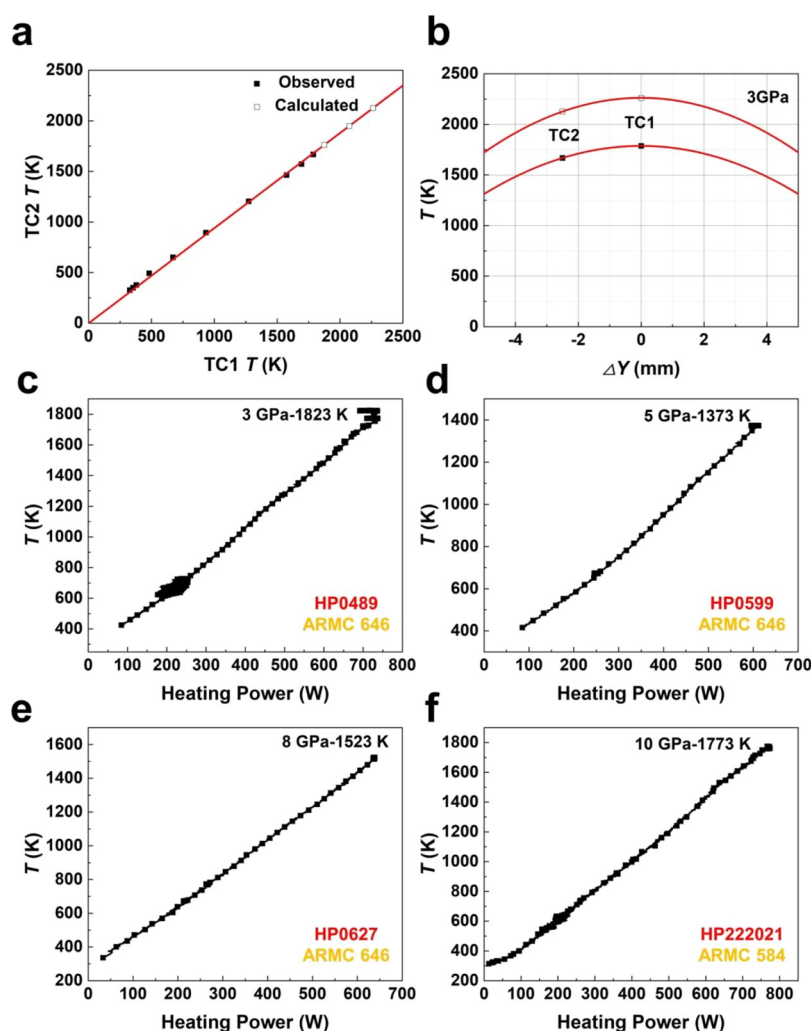 a
2500
2000
1500
1000
500
0
TC2 T (K)
Observed
Calculated
500
1000
1500
2000
2500
TC1 T (K)
b
2500
2000
1500
1000
500
0
T (K)
3GPa
TC2
TC1
-4
-2
0
2
4
ΔY (mm)
c
1800
1600
1400
1200
1000
800
600
400
T (K)
3 GPa-1823 K
HP0489
ARMC 646
0 100 200 300 400 500 600 700 800
Heating Power (W)
d
1400
1200
1000
800
600
400
T (K)
5 GPa-1373 K
HP0599
ARMC 646
0 100 200 300 400 500 600 700
Heating Power (W)
e
1600
1400
1200
1000
800
600
400
200
T (K)
8 GPa-1523 K
HP0627
ARMC 646
0 100 200 300 400 500 600 700
Heating Power (W)
f
1800
1600
1400
1200
1000
800
600
400
200
T (K)
10 GPa-1773 K
HP222021
ARMC 584
0 100 200 300 400 500 600 700 800
Heating Power (W)